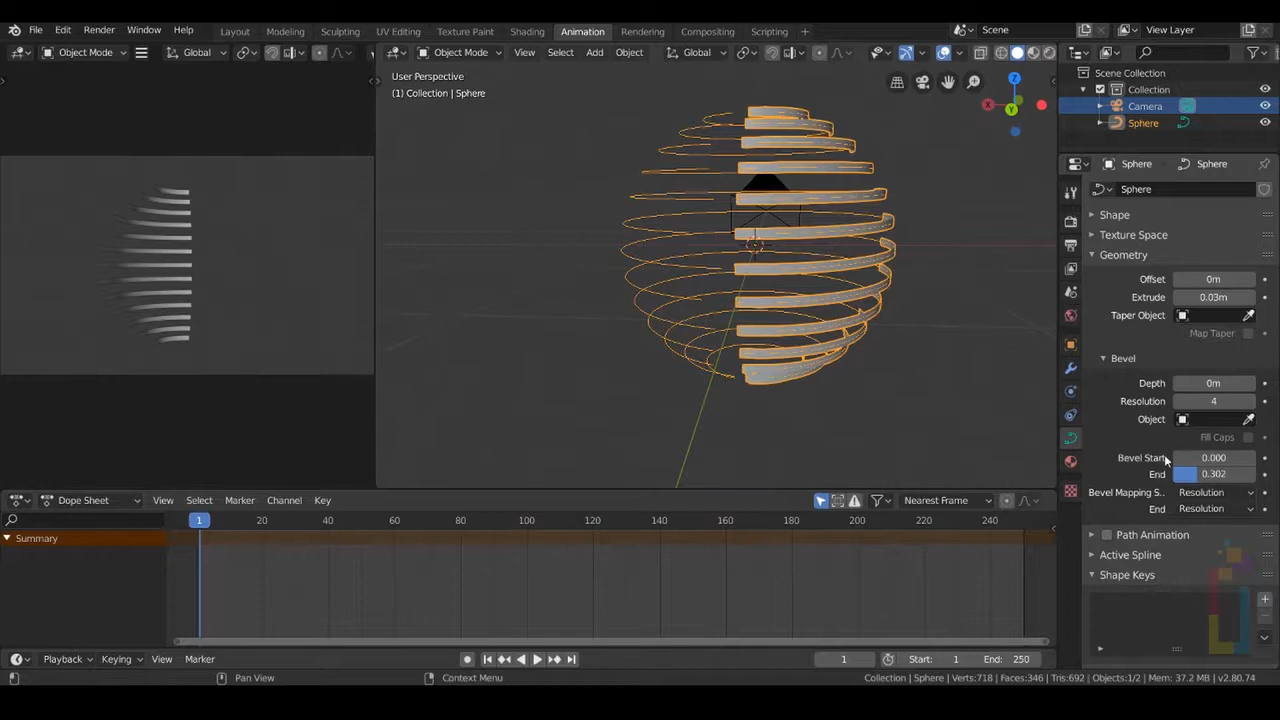 File Edit Render Window Help Layout Modeling Sculpting UV Editing Texture Paint Shading Animation Rendering Compositing Scripting + Scene View Layer
Object Mode Global
Object Mode View Select Add Object Global
User Perspective
(1) Collection | Sphere
Z
X
Y
Scene Collection
Collection
Camera
Sphere
Sphere Sphere
Sphere
Shape
Texture Space
Geometry
Offset 0m
Extrude 0.03m
Taper Object
Map Taper
Bevel
Depth 0m
Resolution 4
Object
Fill Caps
Bevel Start 0.000
End 0.302
Bevel Mapping S.. Resolution
End Resolution
Path Animation
Active Spline
Shape Keys
Dope Sheet View Select Marker Channel Key Nearest Frame
1 20 40 60 80 100 120 140 160 180 200 220 240
Summary
Playback Keying View Marker 1 Start: 1 End: 250
Pan View Context Menu Collection | Sphere | Verts:718 | Faces:346 | Tris:692 | Objects:1/2 | Mem: 37.2 MB | v2.80.74